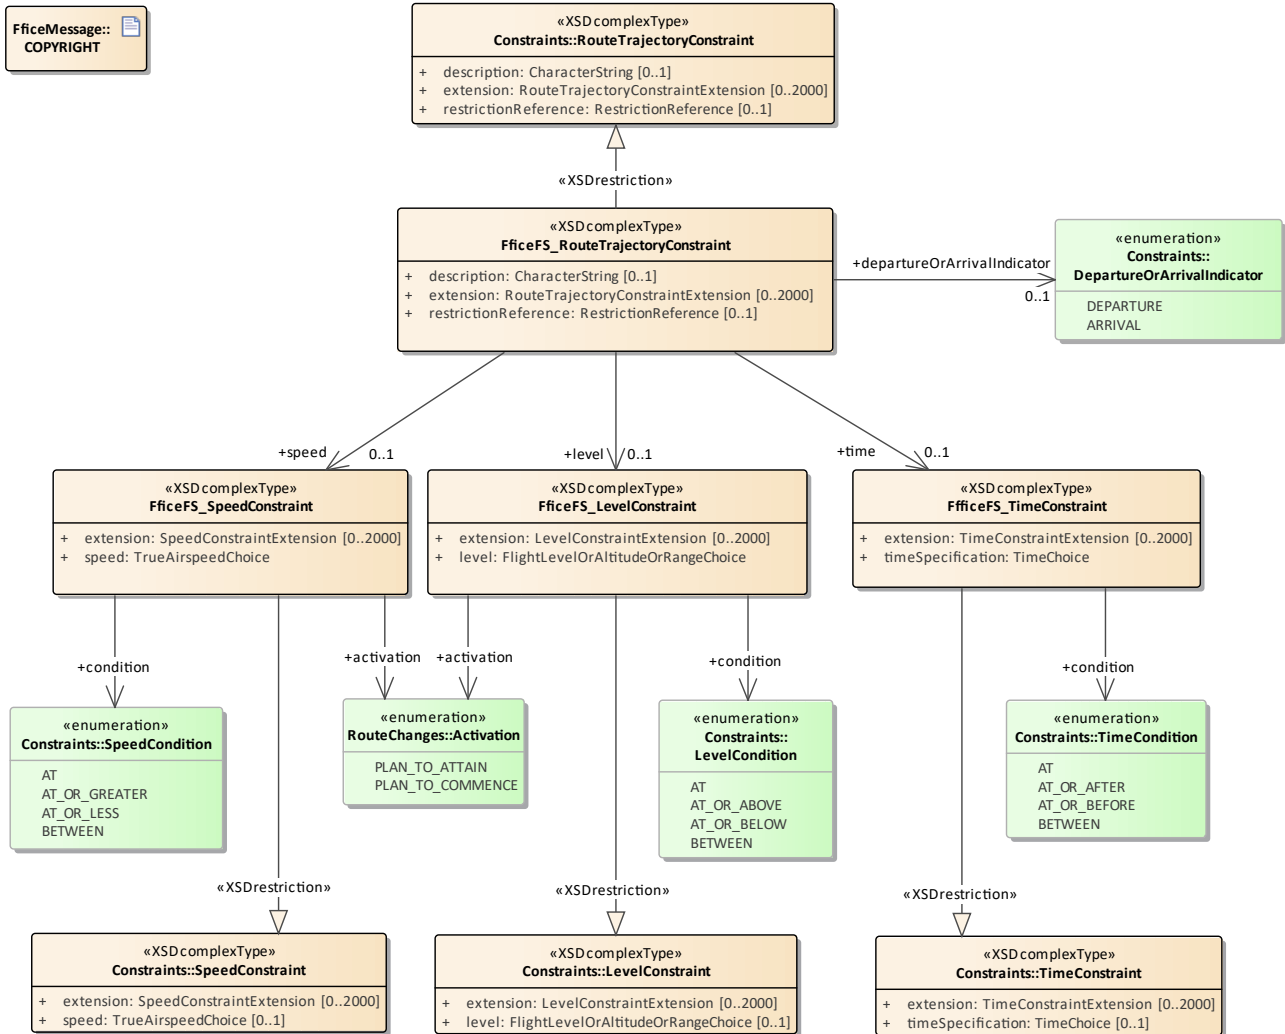 FficeMessage::
COPYRIGHT
«XSDcomplexType»
Constraints::RouteTrajectoryConstraint
+ description: CharacterString [0..1]
+ extension: RouteTrajectoryConstraintExtension [0..2000]
+ restrictionReference: RestrictionReference [0..1]
«XSDrestriction»
«XSDcomplexType»
FficeFS_RouteTrajectoryConstraint
+ description: CharacterString [0..1]
+ extension: RouteTrajectoryConstraintExtension [0..2000]
+ restrictionReference: RestrictionReference [0..1]
+departureOrArrivalIndicator
0..1
«enumeration»
Constraints::
DepartureOrArrivalIndicator
DEPARTURE
ARRIVAL
+speed
0..1
+level
0..1
+time
0..1
«XSDcomplexType»
FficeFS_SpeedConstraint
+ extension: SpeedConstraintExtension [0..2000]
+ speed: TrueAirspeedChoice
«XSDcomplexType»
FficeFS_LevelConstraint
+ extension: LevelConstraintExtension [0..2000]
+ level: FlightLevelOrAltitudeOrRangeChoice
«XSDcomplexType»
FfficeFS_TimeConstraint
+ extension: TimeConstraintExtension [0..2000]
+ timeSpecification: TimeChoice
+condition
+activation
+activation
+condition
+condition
«enumeration»
Constraints::SpeedCondition
AT
AT_OR_GREATER
AT_OR_LESS
BETWEEN
«enumeration»
RouteChanges::Activation
PLAN_TO_ATTAIN
PLAN_TO_COMMENCE
«enumeration»
Constraints::
LevelCondition
AT
AT_OR_ABOVE
AT_OR_BELOW
BETWEEN
«enumeration»
Constraints::TimeCondition
AT
AT_OR_AFTER
AT_OR_BEFORE
BETWEEN
«XSDrestriction»
«XSDrestriction»
«XSDrestriction»
«XSDcomplexType»
Constraints::SpeedConstraint
+ extension: SpeedConstraintExtension [0..2000]
+ speed: TrueAirspeedChoice [0..1]
«XSDcomplexType»
Constraints::LevelConstraint
+ extension: LevelConstraintExtension [0..2000]
+ level: FlightLevelOrAltitudeOrRangeChoice [0..1]
«XSDcomplexType»
Constraints::TimeConstraint
+ extension: TimeConstraintExtension [0..2000]
+ timeSpecification: TimeChoice [0..1]